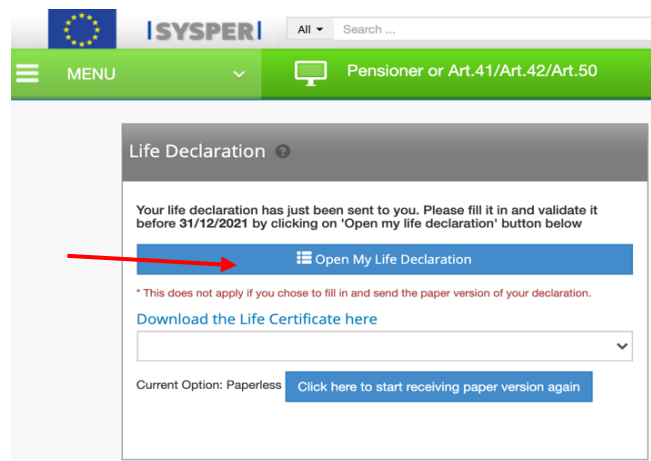 SYSPER
All
Search ...
MENU
Pensioner or Art.41/Art.42/Art.50
Life Declaration ?
Your life declaration has just been sent to you. Please fill it in and validate it
before 31/12/2021 by clicking on 'Open my life declaration' button below
Open My Life Declaration
* This does not apply if you chose to fill in and send the paper version of your declaration.
Download the Life Certificate here
Current Option: Paperless
Click here to start receiving paper version again